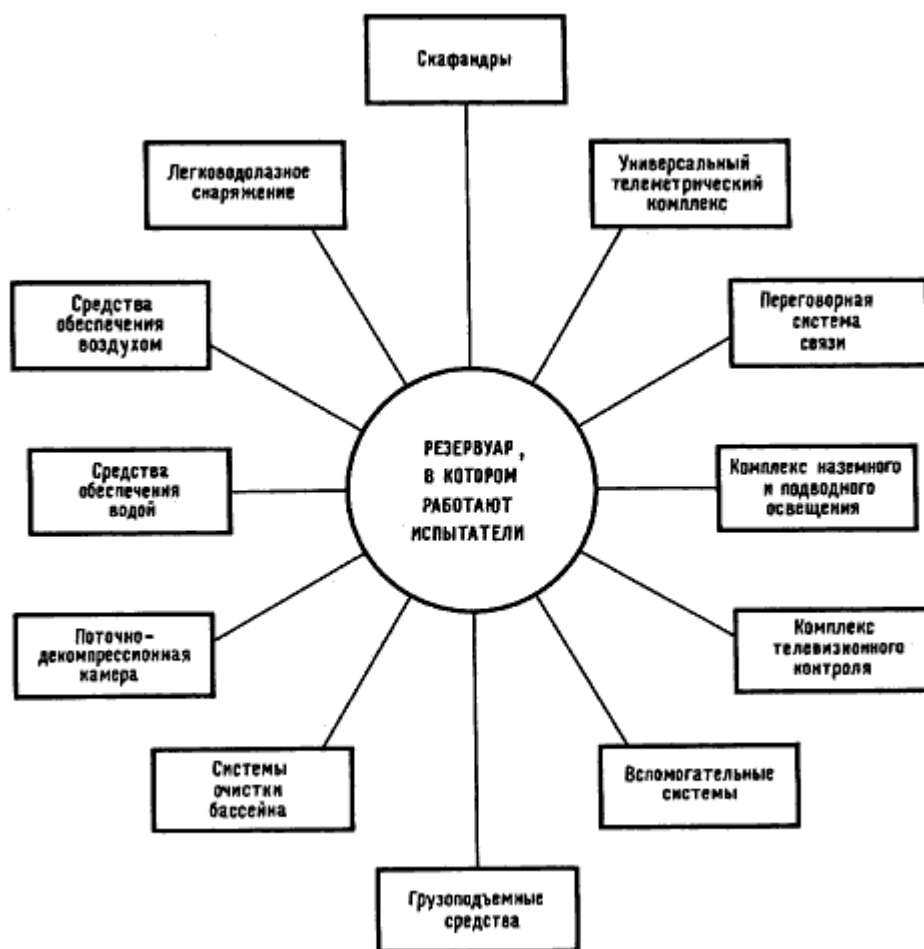 Скафандры
Легководолазное
снаряжение
Универсальный
телеметрический
комплекс
Средства
обеспечения
воздухом
Переговорная
система
связи
РЕЗЕРВУАР,
В КОТОРОМ
РАБОТАЮТ
ИСПЫТАТЕЛИ
Средства
обеспечения
водой
Комплекс наземного
и подводного
освещения
Поточно-
декомпрессионная
камера
Комплекс
телевизионного
контроля
Системы
очистки
бассейна
Вспомогательные
системы
Грузоподъемные
средства